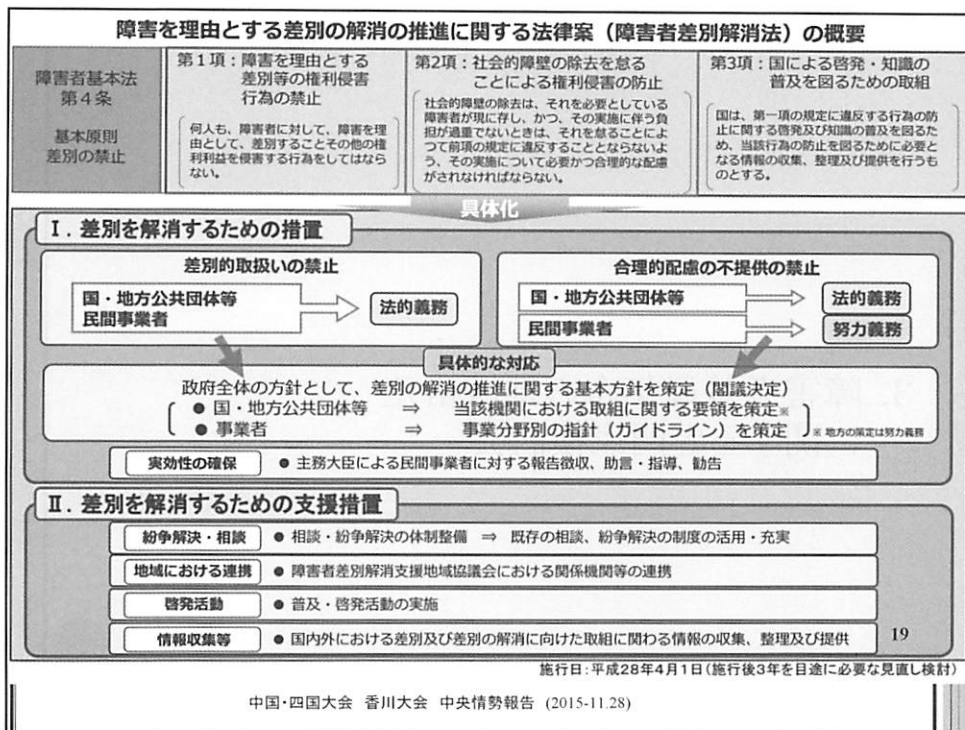 障害を理由とする差別の解消の推進に関する法律案（障害者差別解消法）の概要
障害者基本法
第４条
基本原則
差別の禁止
第１項：障害を理由とする
差別等の権利侵害
行為の禁止
何人も、障害者に対して、障害を理
由として、差別することその他の権
利利益を侵害する行為をしてはなら
ない。
第２項：社会的障壁の除去を怠る
ことによる権利侵害の防止
社会的障壁の除去は、それを必要としている
障害者が現に存し、かつ、その実施に伴う負
担が過重でないときは、それを怠ることによ
つて前項の規定に違反することとならないよ
う、その実施について必要かつ合理的な配慮
がされなければならない。
第３項：国による啓発・知識の
普及を図るための取組
国は、第一項の規定に違反する行為の防
止に関する啓発及び知識の普及を図るた
め、当該行為の防止を図るために必要と
なる情報の収集、整理及び提供を行うも
のとする。
具体化
Ⅰ．差別を解消するための措置
差別的取扱いの禁止
国・地方公共団体等
民間事業者
法的義務
合理的配慮の不提供の禁止
国・地方公共団体等
法的義務
民間事業者
努力義務
具体的な対応
政府全体の方針として、差別の解消の推進に関する基本方針を策定（閣議決定）
● 国・地方公共団体等 ⇒ 当該機関における取組に関する要領を策定※
● 事業者 ⇒ 事業分野別の指針（ガイドライン）を策定
※ 地方の策定は努力義務
実効性の確保 ● 主務大臣による民間事業者に対する報告徴収、助言・指導、勧告
Ⅱ．差別を解消するための支援措置
紛争解決・相談 ● 相談・紛争解決の体制整備 ⇒ 既存の相談、紛争解決の制度の活用・充実
地域における連携 ● 障害者差別解消支援地域協議会における関係機関等の連携
啓発活動 ● 普及・啓発活動の実施
情報収集等 ● 国内外における差別及び差別の解消に向けた取組に関わる情報の収集、整理及び提供
19
施行日：平成28年4月1日（施行後3年を目途に必要な見直し検討）
中国・四国大会 香川大会 中央情勢報告 (2015-11.28)